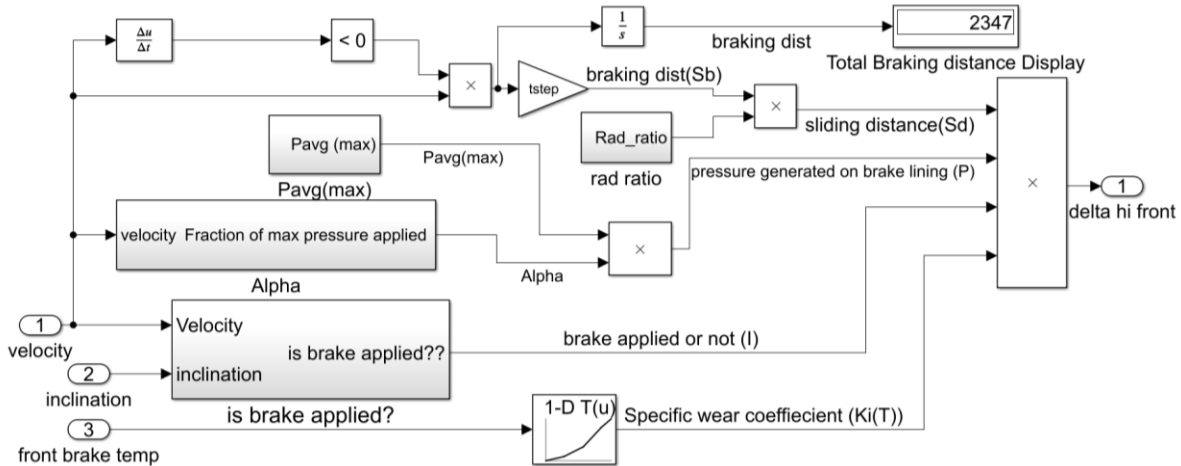 Δu
Δt
< 0
1
s
braking dist
2347
Total Braking distance Display
×
tstep
braking dist(Sb)
×
sliding distance(Sd)
Rad_ratio
rad ratio
Pavg (max)
Pavg(max)
Pavg(max)
pressure generated on brake lining (P)
×
1
delta hi front
velocity Fraction of max pressure applied
Alpha
×
Alpha
1
velocity
Velocity
is brake applied??
inclination
is brake applied?
brake applied or not (I)
2
inclination
3
front brake temp
1-D T(u)
Specific wear coeffiecient (Ki(T))